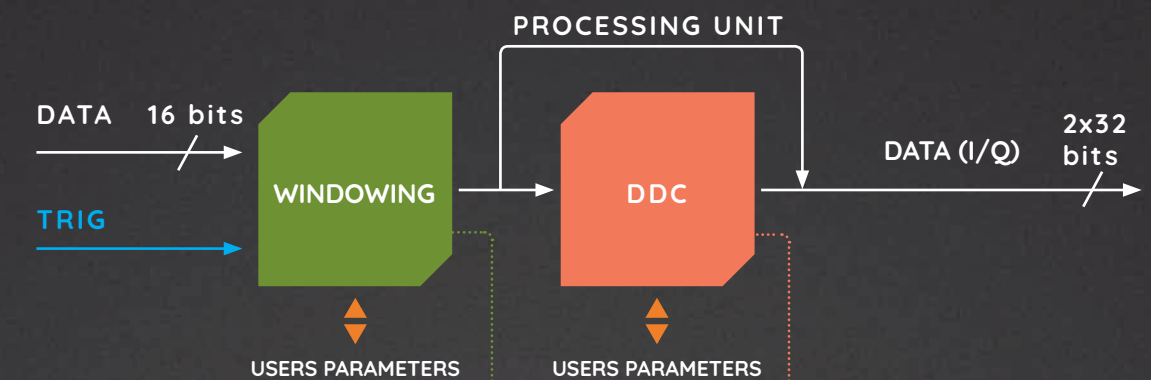 PROCESSING UNIT
DATA 16 bits
TRIG
WINDOWING
DDC
DATA (I/Q)
2x32
bits
USERS PARAMETERS
USERS PARAMETERS